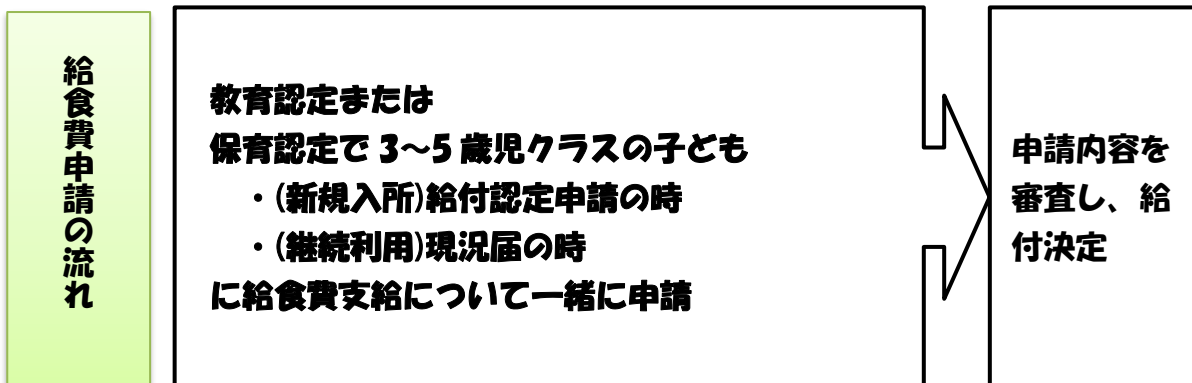 給食費申請の流れ
教育認定または
保育認定で3～5歳児クラスの子ども
・(新規入所)給付認定申請の時
・(継続利用)現況届の時
に給食費支給について一緒に申請
申請内容を
審査し、給
付決定